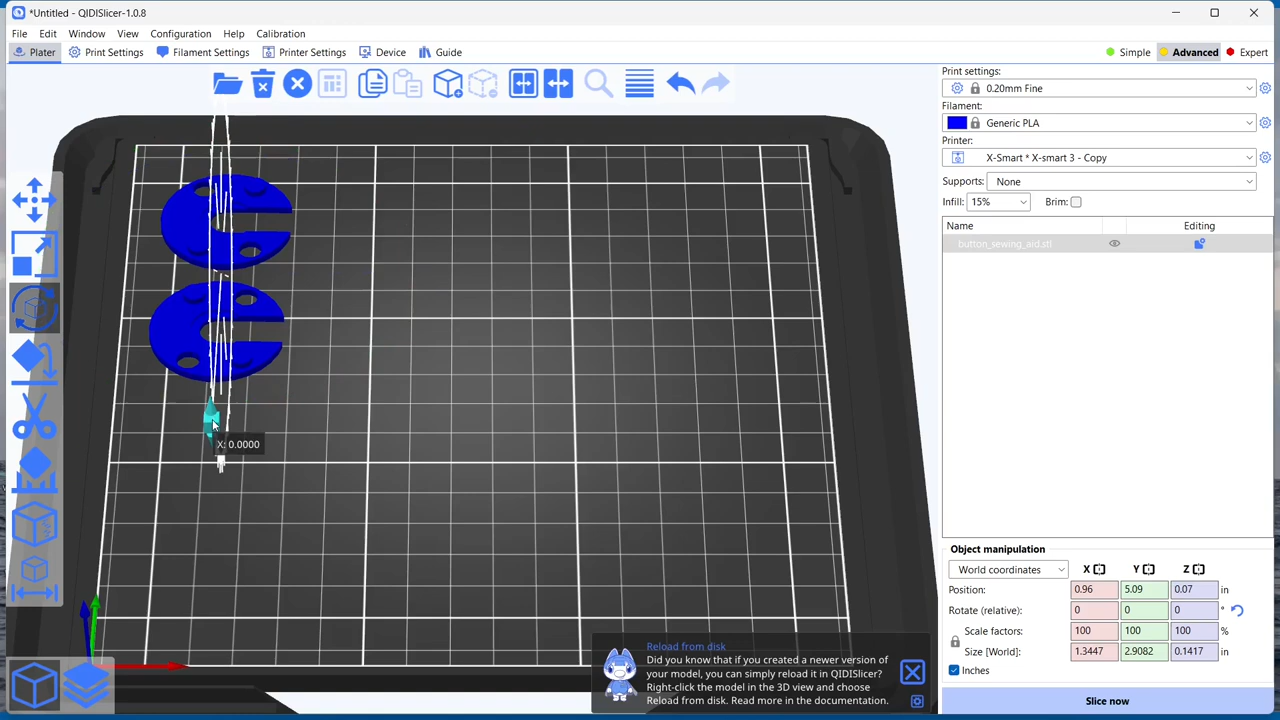 *Untitled - QIDISlicer-1.0.8
File Edit Window View Configuration Help Calibration
Plater Print Settings Filament Settings Printer Settings Device Guide Simple Advanced Expert
Print settings:
0.20mm Fine
Filament:
Generic PLA
Printer:
X-Smart * X-smart 3 - Copy
Supports: None
Infill: 15% Brim:
Name Editing
button_sewing_aid.stl
X: 0.0000
Object manipulation
World coordinates X Y Z
Position: 0.96 5.09 0.07 in
Rotate (relative): 0 0 0 °
Scale factors: 100 100 100 %
Size [World]: 1.3447 2.9082 0.1417 in
Inches
Slice now
Reload from disk
Did you know that if you created a newer version of
your model, you can simply reload it in QIDISlicer?
Right-click the model in the 3D view and choose
Reload from disk. Read more in the documentation.